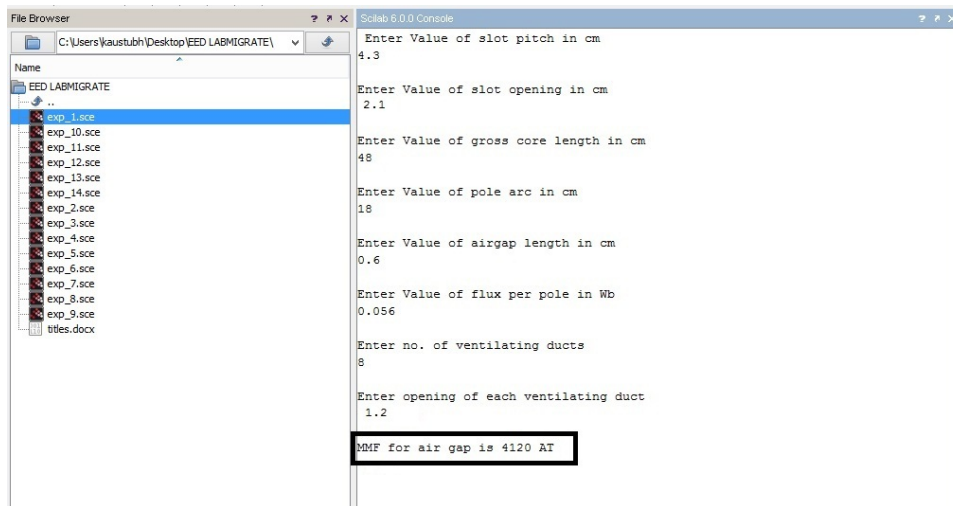 File Browser
C:\Users\kaustubh\Desktop\EED LABMIGRATE\
Name
EED LABMIGRATE
..
exp_1.sce
exp_10.sce
exp_11.sce
exp_12.sce
exp_13.sce
exp_14.sce
exp_2.sce
exp_3.sce
exp_4.sce
exp_5.sce
exp_6.sce
exp_7.sce
exp_8.sce
exp_9.sce
titles.docx
Scilab 6.0.0 Console
Enter Value of slot pitch in cm
4.3
Enter Value of slot opening in cm
2.1
Enter Value of gross core length in cm
48
Enter Value of pole arc in cm
18
Enter Value of airgap length in cm
0.6
Enter Value of flux per pole in Wb
0.056
Enter no. of ventilating ducts
8
Enter opening of each ventilating duct
1.2
MMF for air gap is 4120 AT